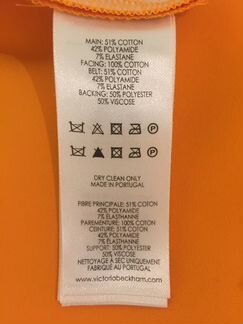 MAIN: 51% COTTON
42% POLYAMIDE
7% ELASTANE
FACING: 100% COTTON
BELT: 51% COTTON
42% POLYAMIDE
7% ELASTANE
BACKING: 50% POLYESTER
50% VISCOSE
P
P
DRY CLEAN ONLY
MADE IN PORTUGAL
FIBRE PRINCIPALE: 51% COTTON
42% POLYAMIDE
7% ELASTHANNE
PAREMENTURE: 100% COTTON
CEINTURE: 51% COTTON
42% POLYAMIDE
7% ELASTHANNE
SUPPORT: 50% POLYESTER
50% VISCOSE
NETTOYAGE A SEC UNIQUEMENT
FABRIQUE AU PORTUGAL
www.victoriabeckham.com